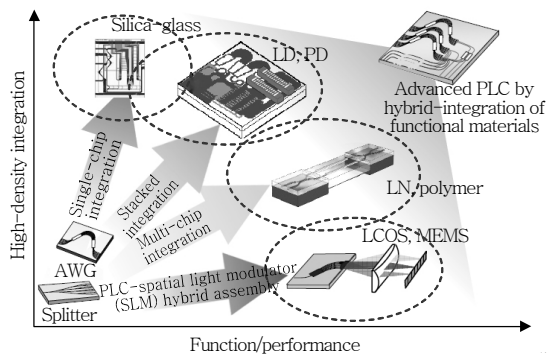 Silica-glass
LD, PD
Advanced PLC by
hybrid-integration of
functional materials
High-density integration
Single-chip
integration
Stacked
integration
Multi-chip
integration
LN, polymer
LCOS, MEMS
AWG
PLC-spatial light modulator
(SLM) hybrid assembly
Splitter
Function/performance